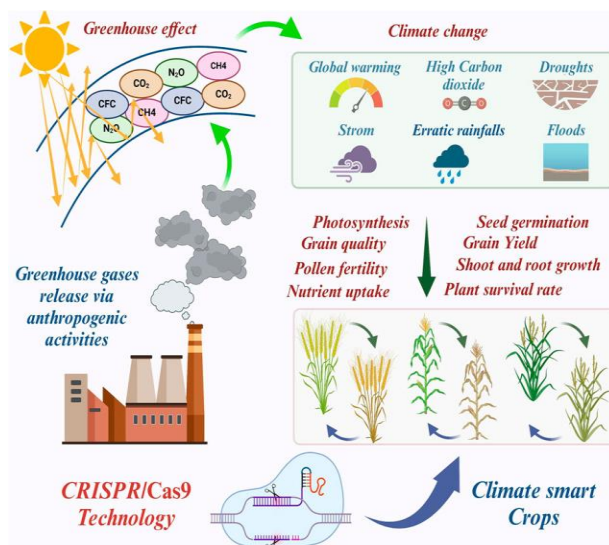 Greenhouse effect
CO₂
N₂O
CH4
CFC
CO₂
CFC
CH4
N₂O
Climate change
Global warming
High Carbon
dioxide
Droughts
O
C
O
Strom
Erratic rainfalls
Floods
Greenhouse gases
release via
anthropogenic
activities
Photosynthesis
Grain quality
Pollen fertility
Nutrient uptake
Seed germination
Grain Yield
Shoot and root growth
Plant survival rate
CRISPR/Cas9
Technology
Climate smart
Crops